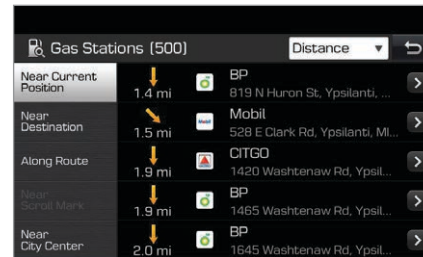 Gas Stations (500)
Distance
Near Current
Position
1.4 mi
BP
819 N Huron St, Ypsilanti, ...
Near
Destination
1.5 mi
Mobil
Mobil
528 E Clark Rd, Ypsilanti, MI...
Along Route
1.9 mi
CITGO
1420 Washtenaw Rd, Ypsil...
Near
Scroll Mark
1.9 mi
BP
1465 Washtenaw Rd, Ypsil...
Near
City Center
2.0 mi
BP
1645 Washtenaw Rd, Ypsil...